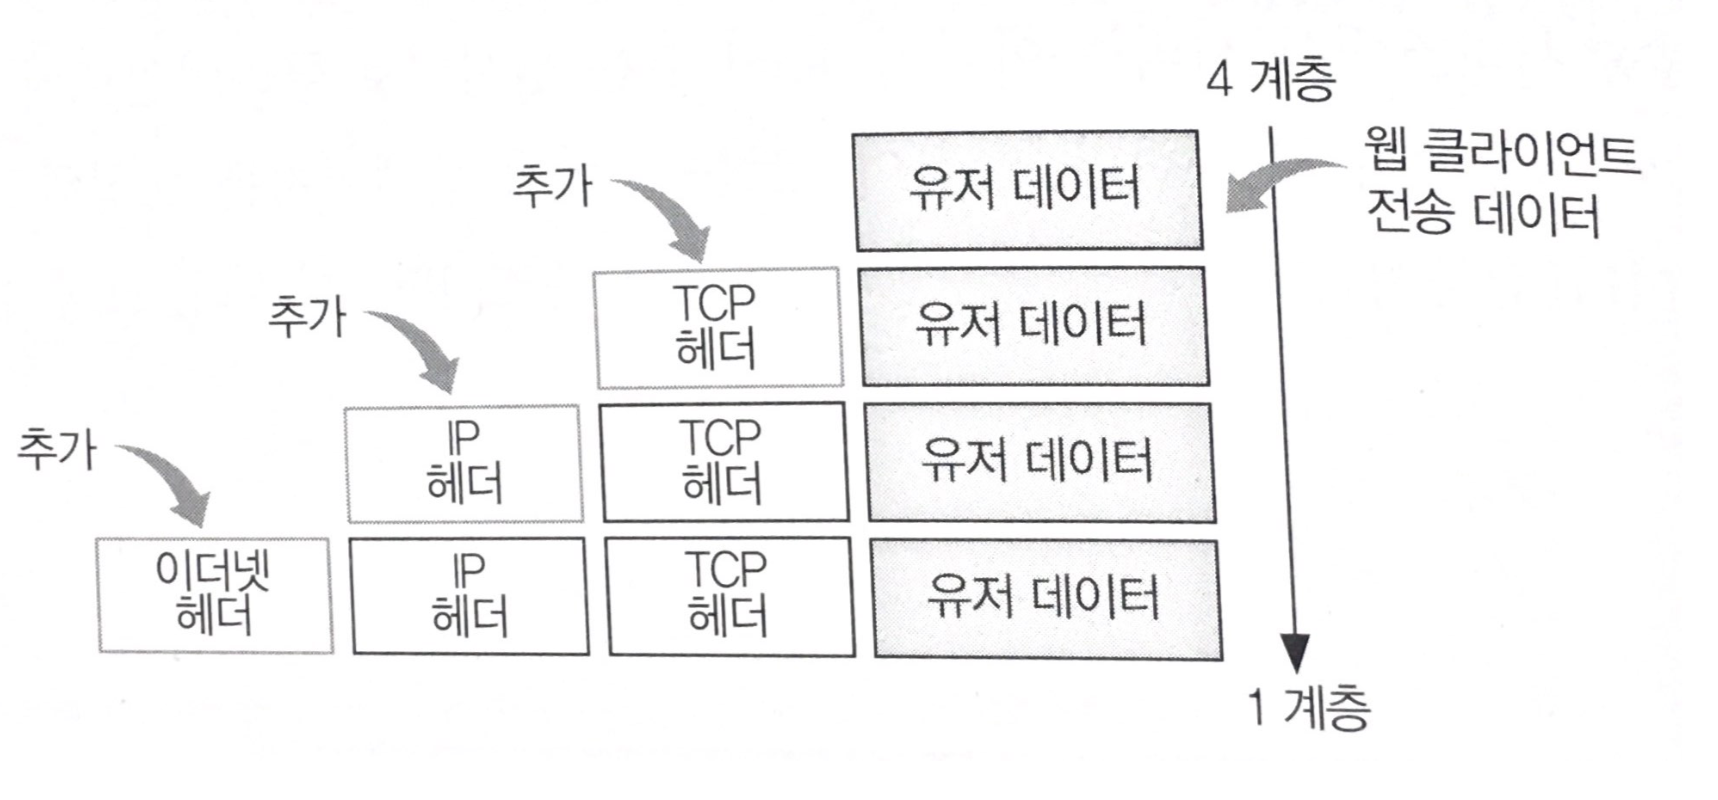 4 계층
웹 클라이언트
전송 데이터
추가
유저 데이터
추가
TCP
헤더
유저 데이터
추가
IP
헤더
TCP
헤더
유저 데이터
이더넷
헤더
IP
헤더
TCP
헤더
유저 데이터
1 계층